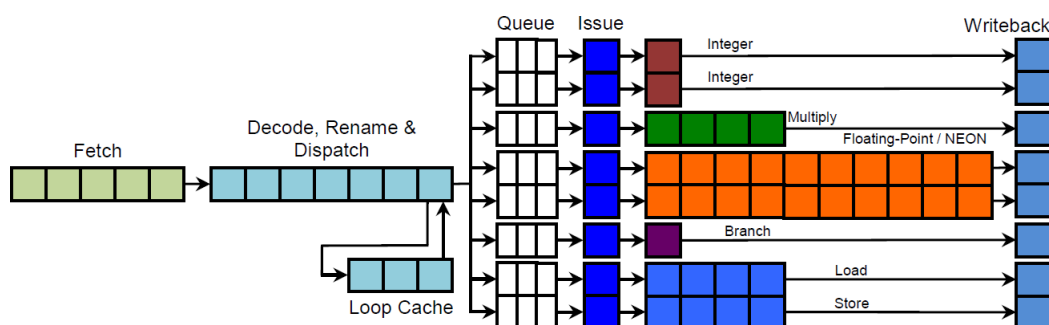 Queue Issue Writeback
Integer
Integer
Decode, Rename &
Dispatch
Multiply
Fetch
Floating-Point / NEON
Branch
Load
Loop Cache
Store